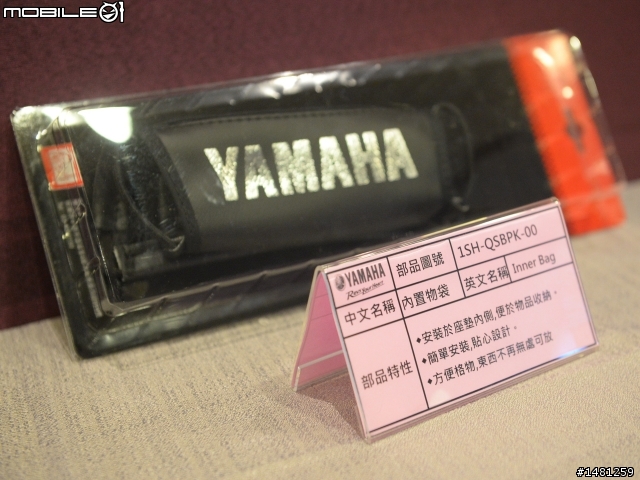 MOBILE01
YAMAHA
YAMAHA
Revs Your Heart
部品圖號
1SH-QSBPK-00
中文名稱
內置物袋
英文名稱
Inner Bag
部品特性
◆安裝於座墊內側,便於物品收納。
◆簡單安裝,貼心設計。
◆方便格物,東西不再無處可放
#1481259